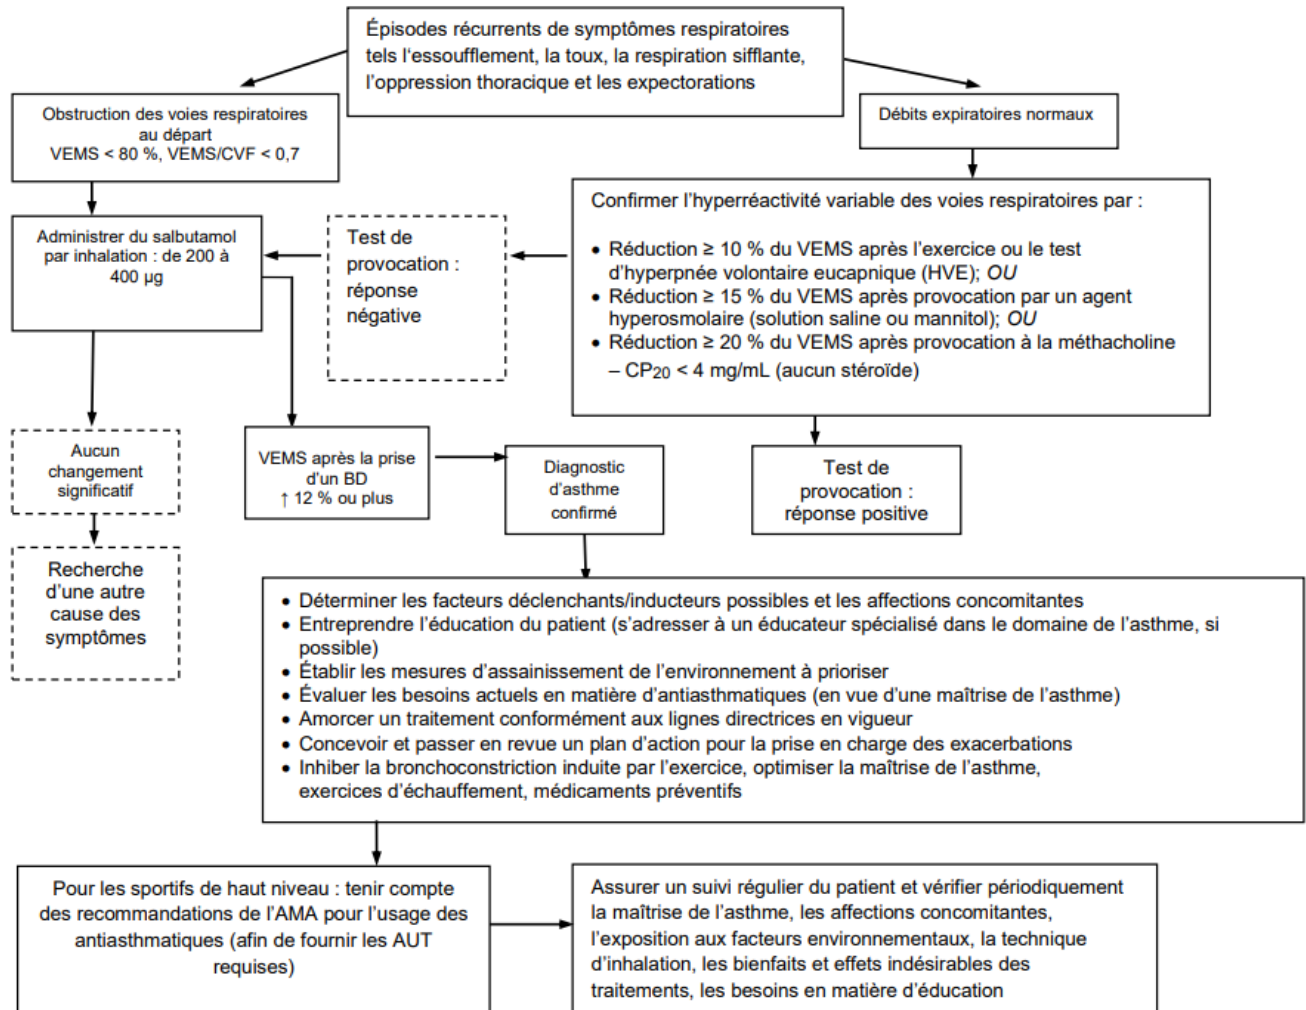 Épisodes récurrents de symptômes respiratoires
tels l'essoufflement, la toux, la respiration sifflante,
l'oppression thoracique et les expectorations
Obstruction des voies respiratoires
au départ
VEMS < 80 %, VEMS/CVF < 0,7
Débits expiratoires normaux
Administrer du salbutamol
par inhalation : de 200 à
400 µg
Test de
provocation :
réponse
négative
Confirmer l'hyperréactivité variable des voies respiratoires par :
• Réduction ≥ 10 % du VEMS après l'exercice ou le test
d'hyperpnée volontaire eucapnique (HVE); OU
• Réduction ≥ 15 % du VEMS après provocation par un agent
hyperosmolaire (solution saline ou mannitol); OU
• Réduction ≥ 20 % du VEMS après provocation à la méthacholine
– CP20 < 4 mg/mL (aucun stéroïde)
Aucun
changement
significatif
VEMS après la prise
d'un BD
↑ 12 % ou plus
Diagnostic
d'asthme
confirmé
Test de
provocation :
réponse positive
Recherche
d'une autre
cause des
symptômes
• Déterminer les facteurs déclenchants/inducteurs possibles et les affections concomitantes
• Entreprendre l'éducation du patient (s'adresser à un éducateur spécialisé dans le domaine de l'asthme, si
possible)
• Établir les mesures d'assainissement de l'environnement à prioriser
• Évaluer les besoins actuels en matière d'antiasthmatiques (en vue d'une maîtrise de l'asthme)
• Amorcer un traitement conformément aux lignes directrices en vigueur
• Concevoir et passer en revue un plan d'action pour la prise en charge des exacerbations
• Inhiber la bronchoconstriction induite par l'exercice, optimiser la maîtrise de l'asthme,
exercices d'échauffement, médicaments préventifs
Pour les sportifs de haut niveau : tenir compte
des recommandations de l'AMA pour l'usage des
antiasthmatiques (afin de fournir les AUT
requises)
Assurer un suivi régulier du patient et vérifier périodiquement
la maîtrise de l'asthme, les affections concomitantes,
l'exposition aux facteurs environnementaux, la technique
d'inhalation, les bienfaits et effets indésirables des
traitements, les besoins en matière d'éducation